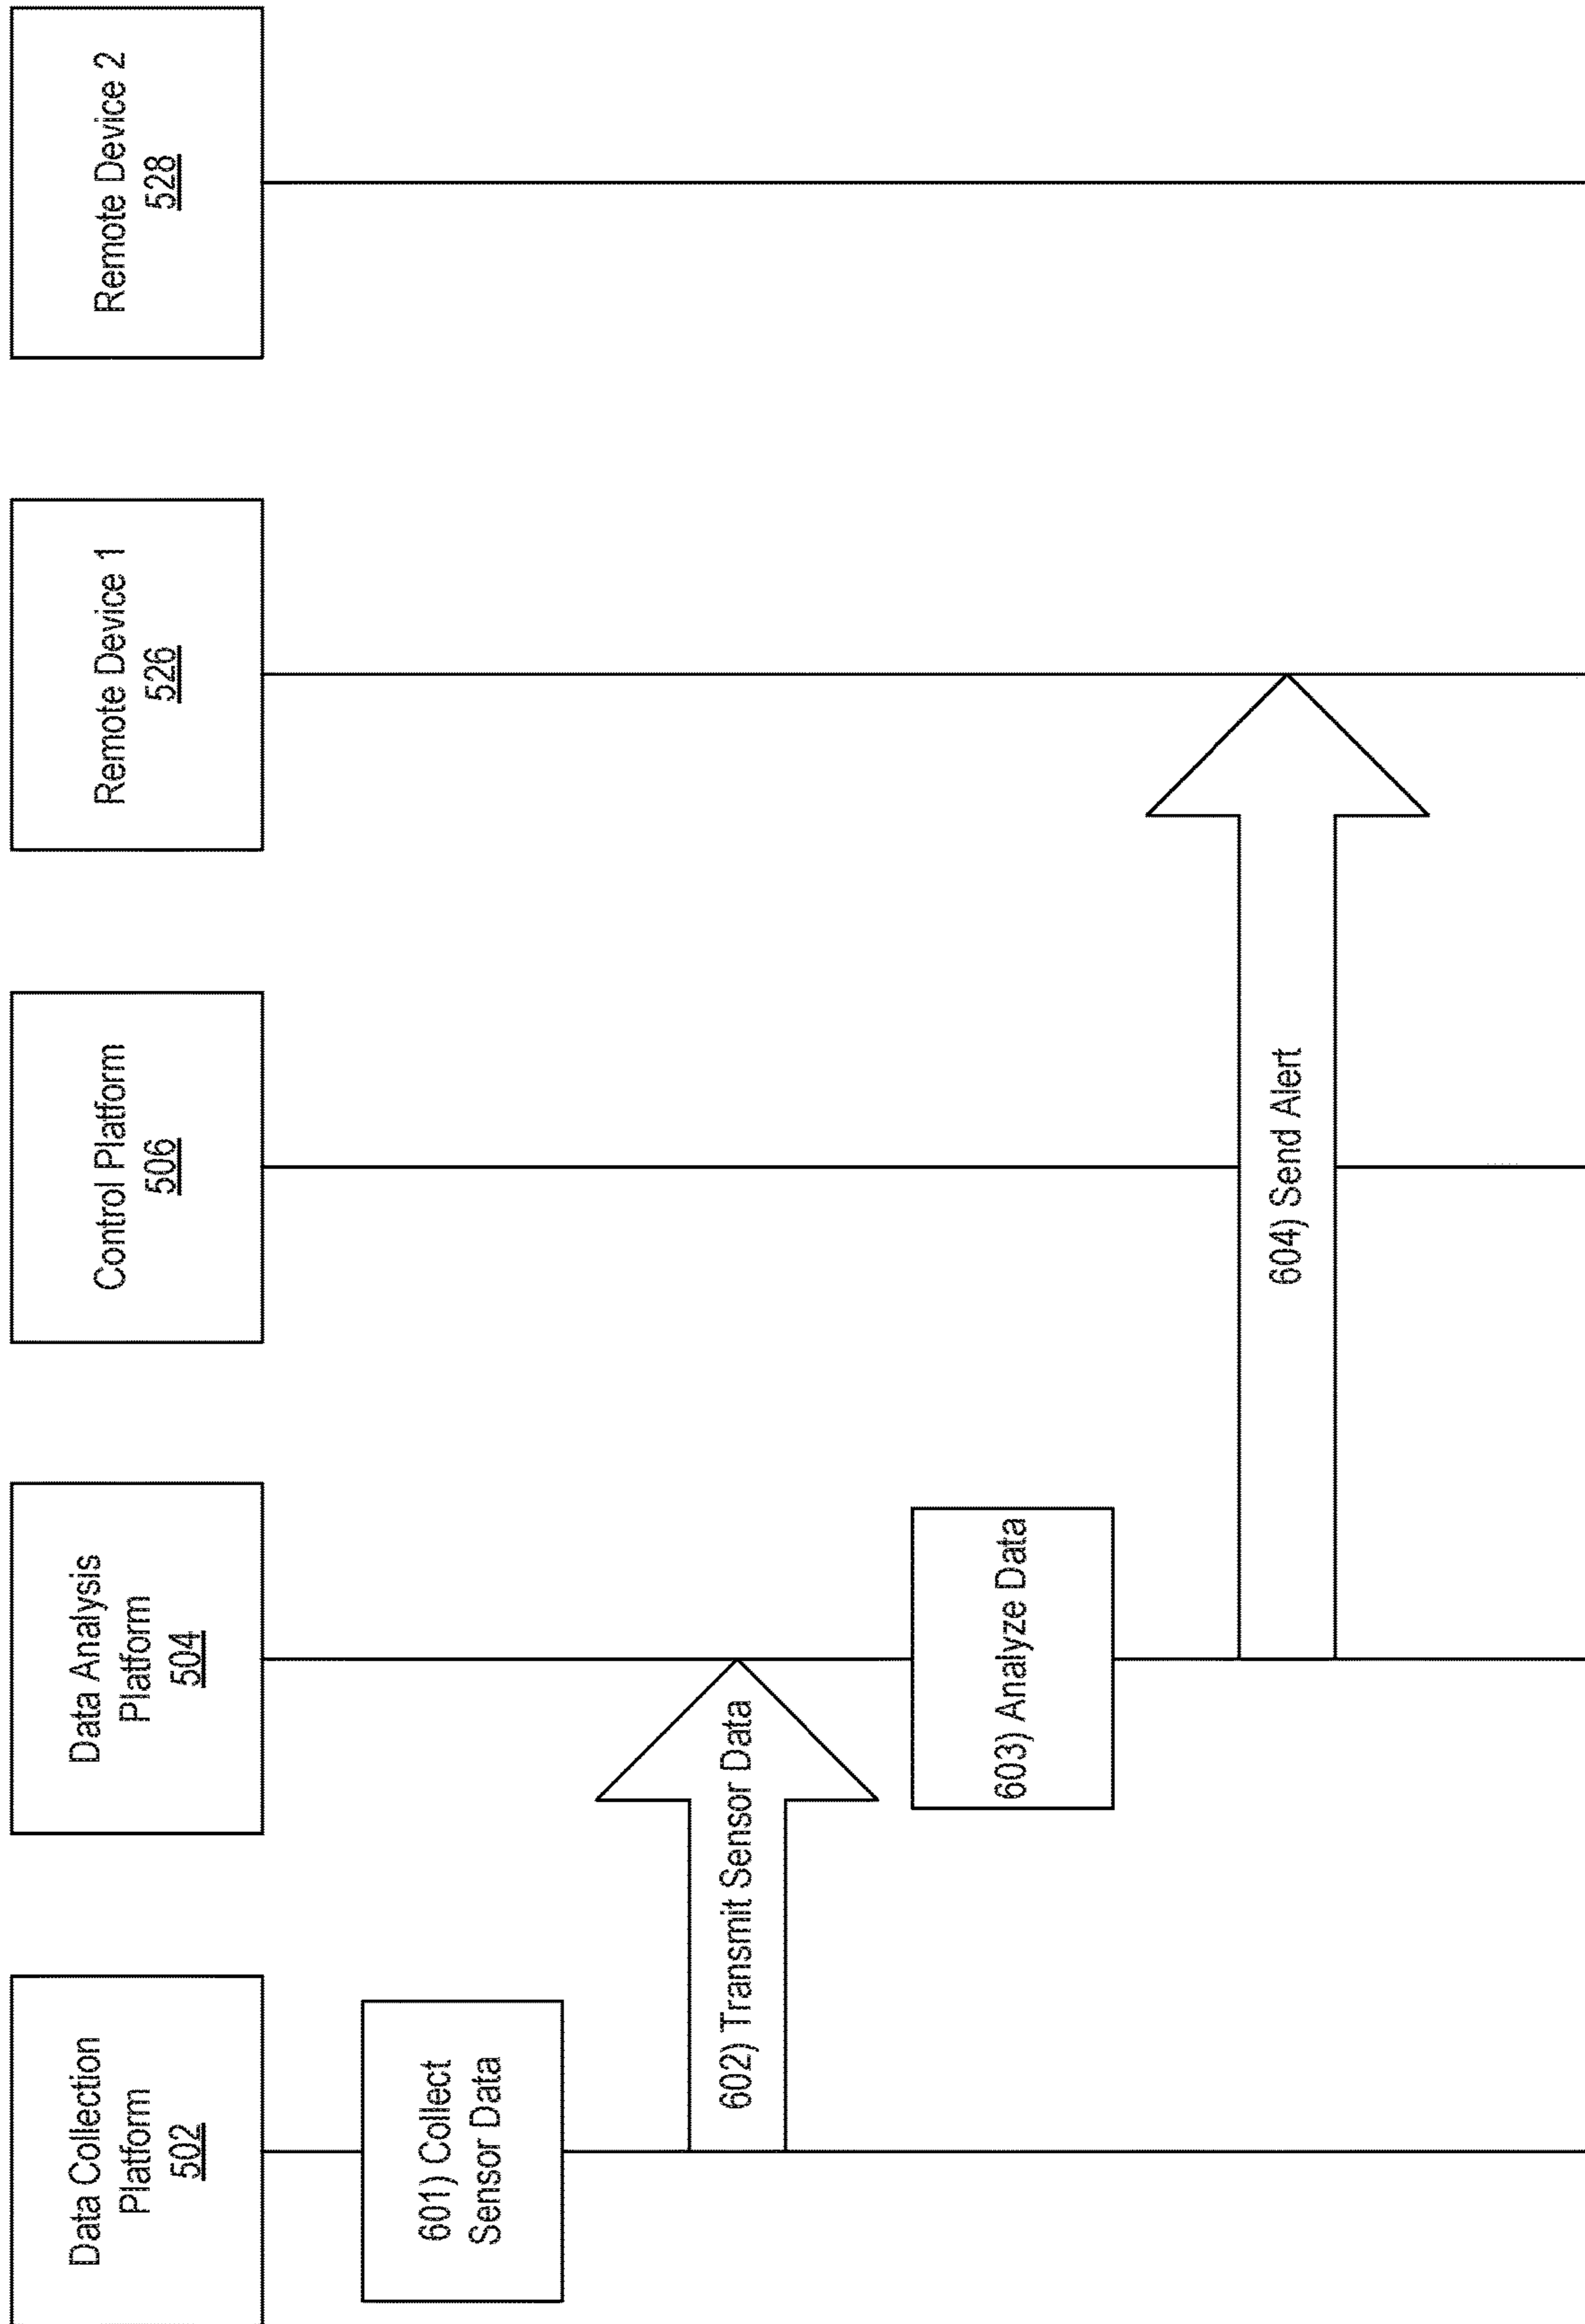 Data Collection
Platform
502
Data Analysis
Platform
504
Control Platform
506
Remote Device 1
526
Remote Device 2
528
601) Collect
Sensor Data
602) Transmit Sensor Data
603) Analyze Data
604) Send Alert